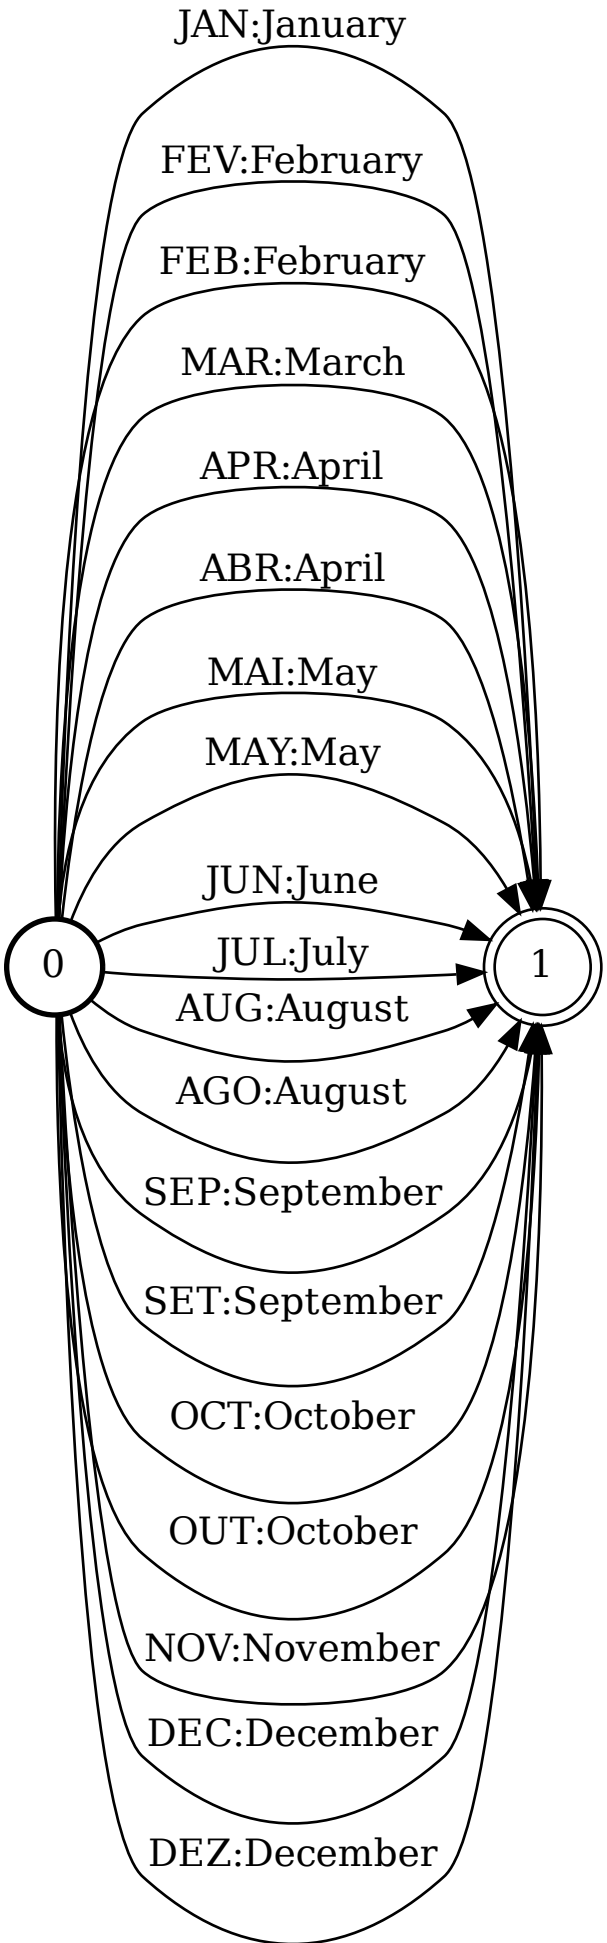 JAN:January
FEV:February
FEB:February
MAR:March
APR:April
ABR:April
MAI:May
MAY:May
JUN:June
JUL:July
0
1
AUG:August
AGO:August
SEP:September
SET:September
OCT:October
OUT:October
NOV:November
DEC:December
DEZ:December